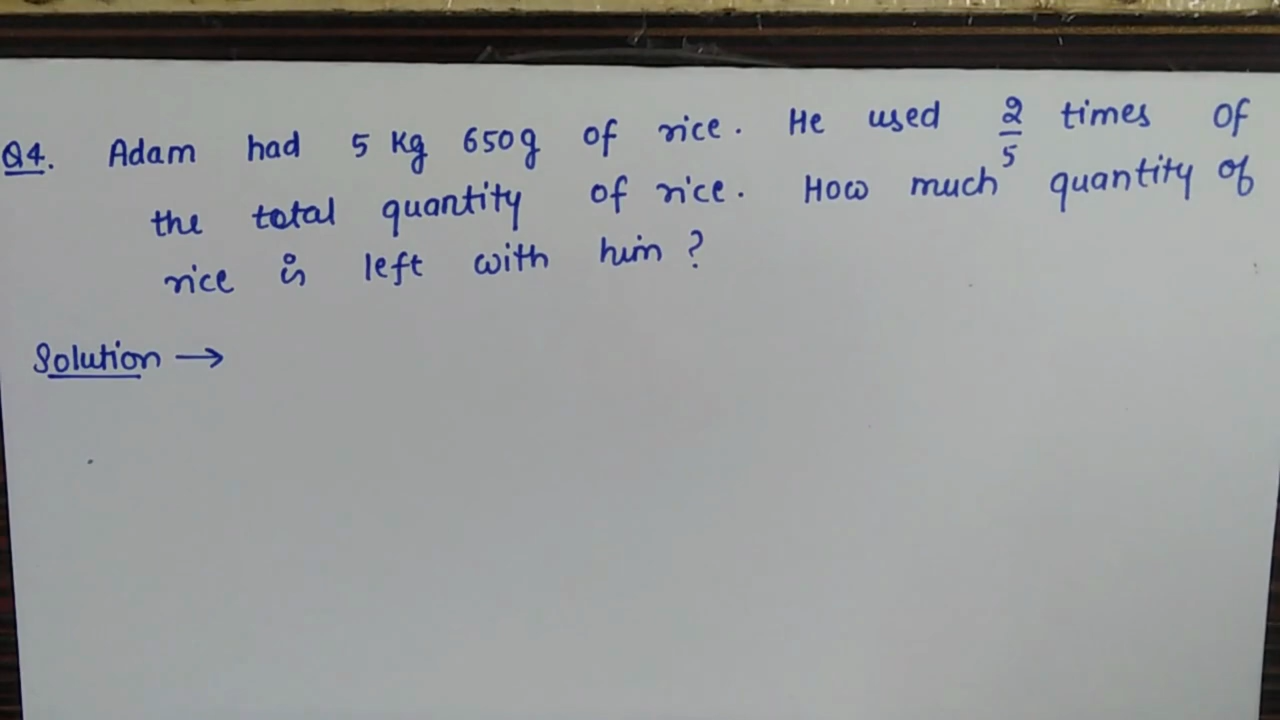 Q4. Adam had 5 Kg 650g of rice. He used 2/5 times of
the total quantity of rice. How much quantity of
rice is left with him ?
Solution →